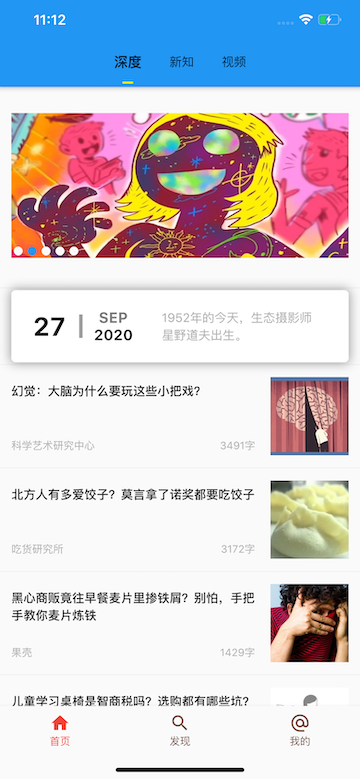 11:12
深度 新知 视频
27 | SEP 2020
1952年的今天，生态摄影师
星野道夫出生。
幻觉：大脑为什么要玩这些小把戏？
科学艺术研究中心 3491字
北方人有多爱饺子？莫言拿了诺奖都要吃饺子
吃货研究所 3172字
黑心商贩竟往早餐麦片里掺铁屑？别怕，手把
手教你麦片炼铁
果壳 1429字
儿童学习桌椅是智商税吗？选购都有哪些坑？
首页 发现 我的